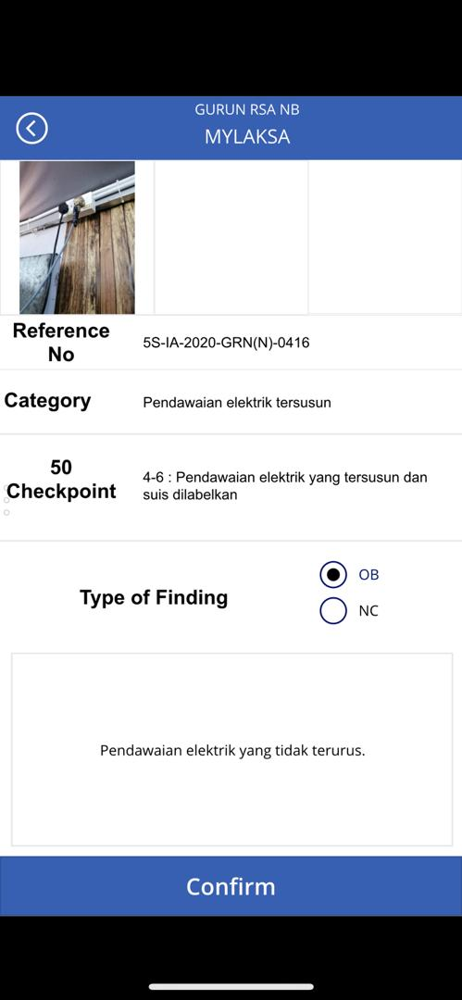 GURUN RSA NB
MYLAKSA
Reference
No
5S-IA-2020-GRN(N)-0416
Category
Pendawaian elektrik tersusun
50
Checkpoint
4-6 : Pendawaian elektrik yang tersusun dan
suis dilabelkan
Type of Finding
OB
NC
Pendawaian elektrik yang tidak terurus.
Confirm